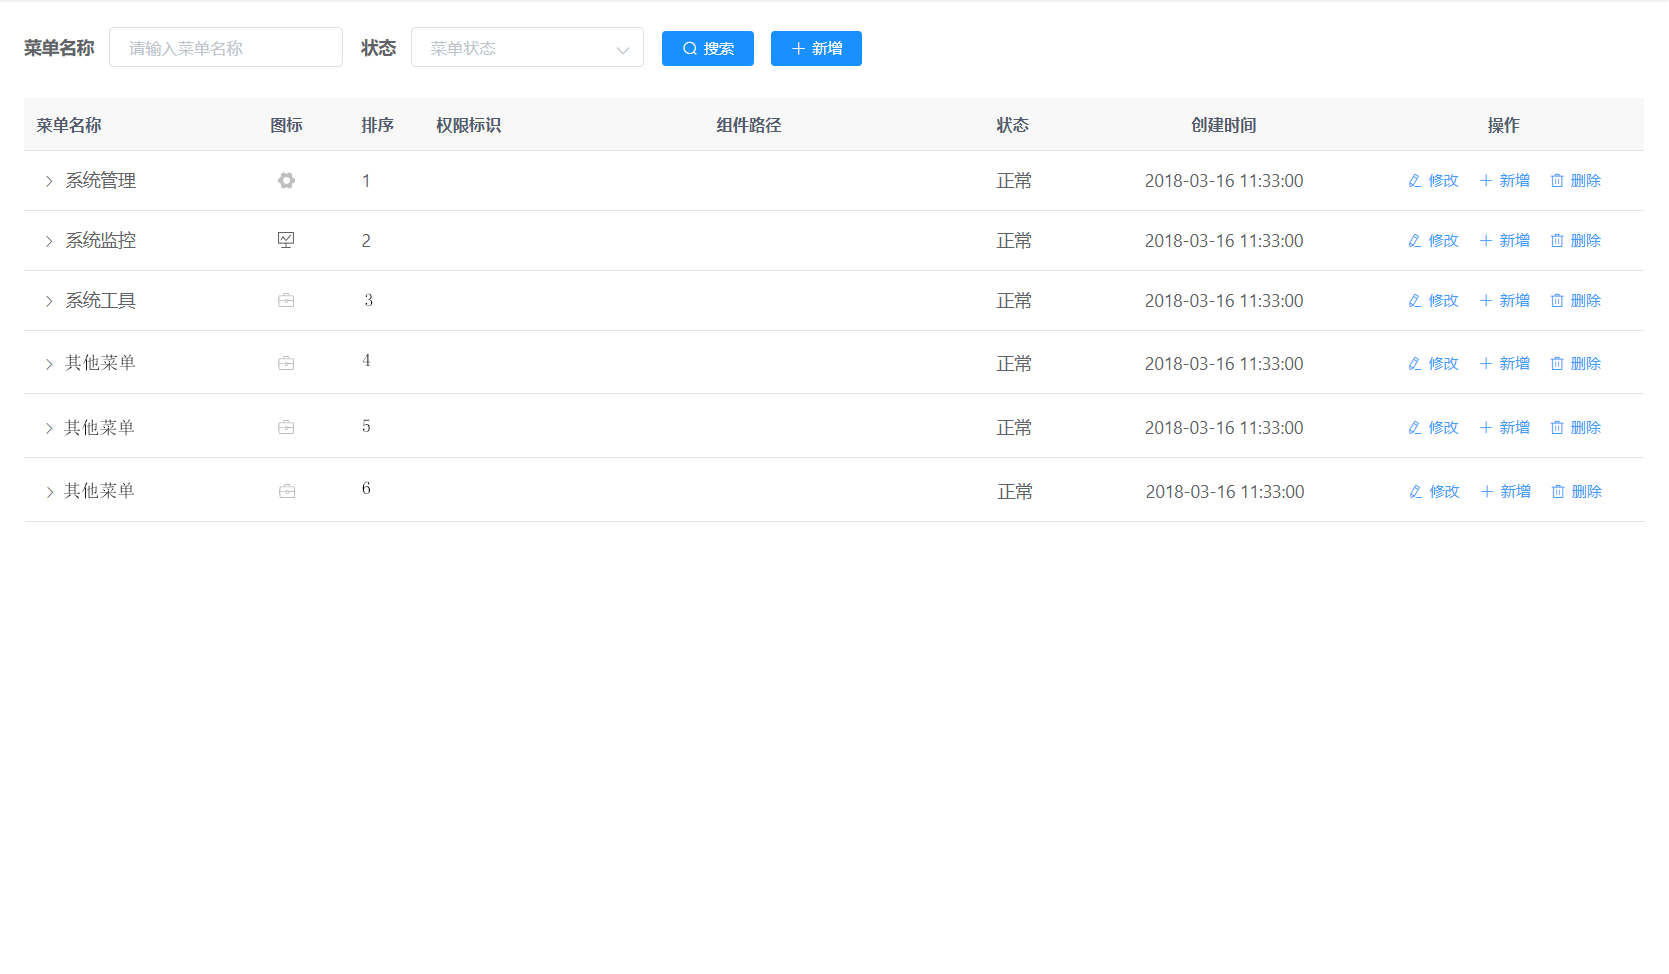 菜单名称 请输入菜单名称 状态 菜单状态 搜索 新增
菜单名称 图标 排序 权限标识 组件路径 状态 创建时间 操作
系统管理 1 正常 2018-03-16 11:33:00 修改 新增 删除
系统监控 2 正常 2018-03-16 11:33:00 修改 新增 删除
系统工具 3 正常 2018-03-16 11:33:00 修改 新增 删除
其他菜单 4 正常 2018-03-16 11:33:00 修改 新增 删除
其他菜单 5 正常 2018-03-16 11:33:00 修改 新增 删除
其他菜单 6 正常 2018-03-16 11:33:00 修改 新增 删除